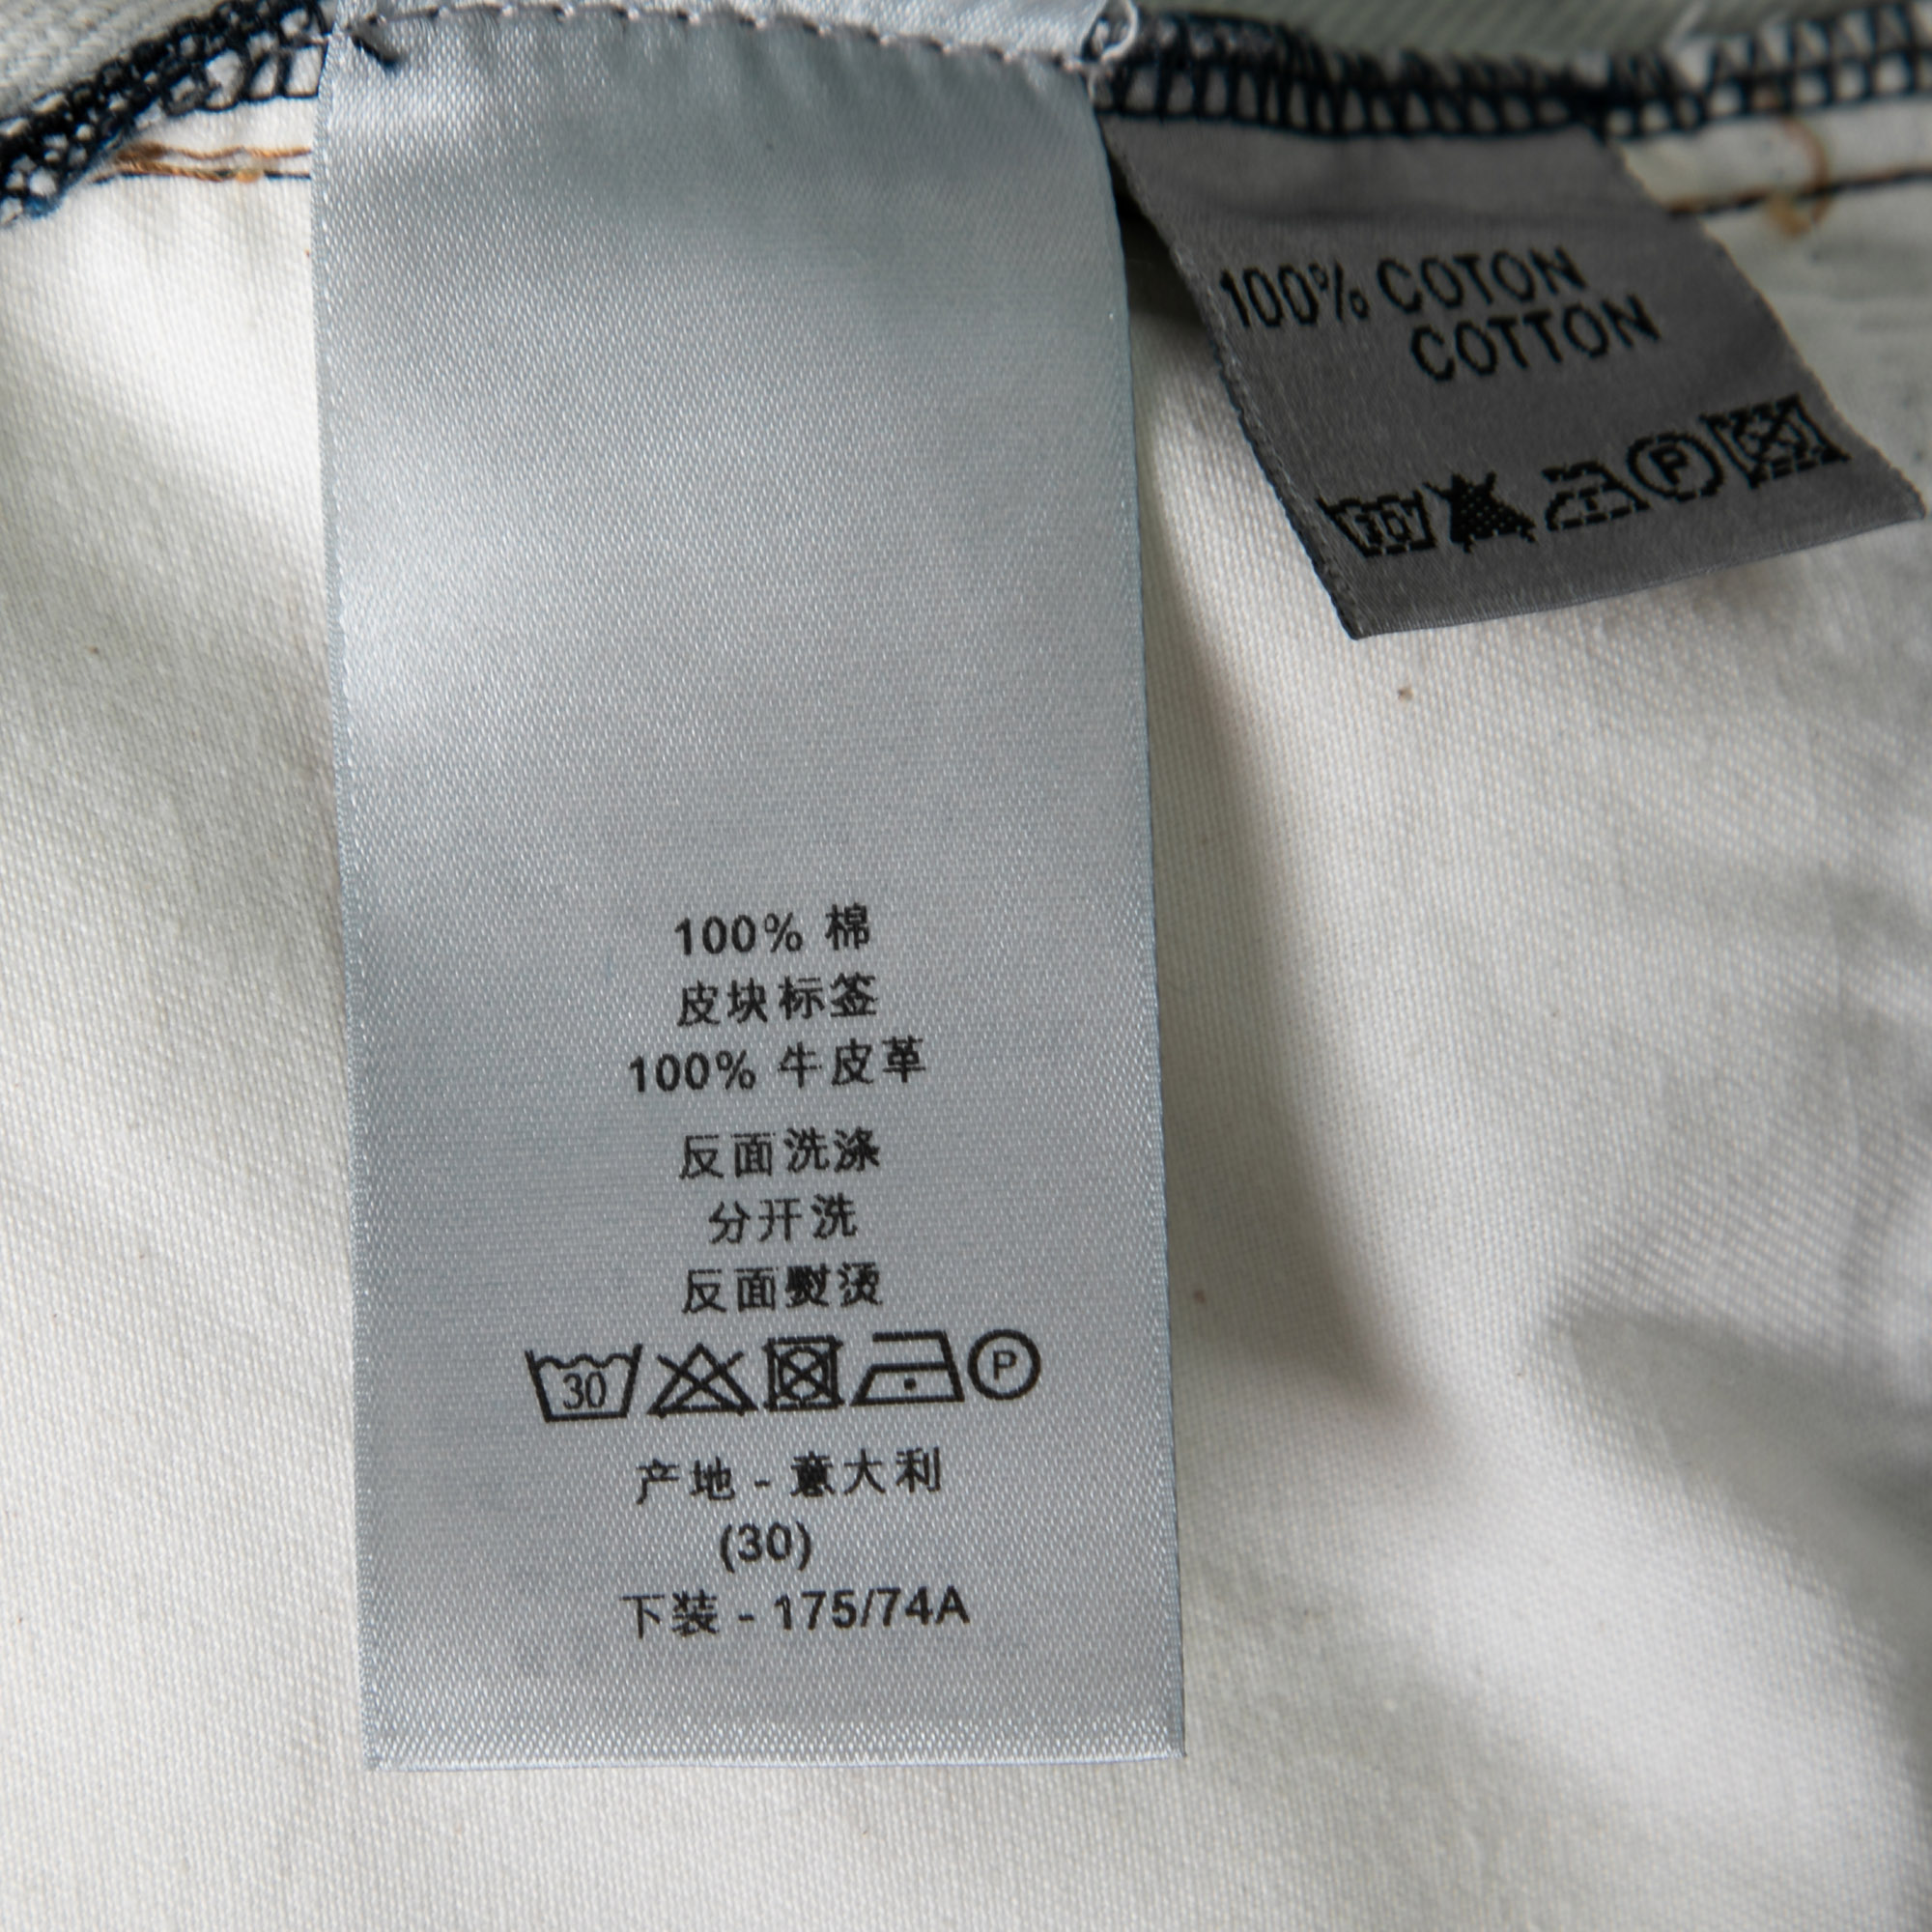 100% 棉
皮块标签
100% 牛皮革
反面洗涤
分开洗
反面熨烫
30 P
产地 - 意大利
(30)
下装 - 175/74A
100% COTON
COTTON
30 P